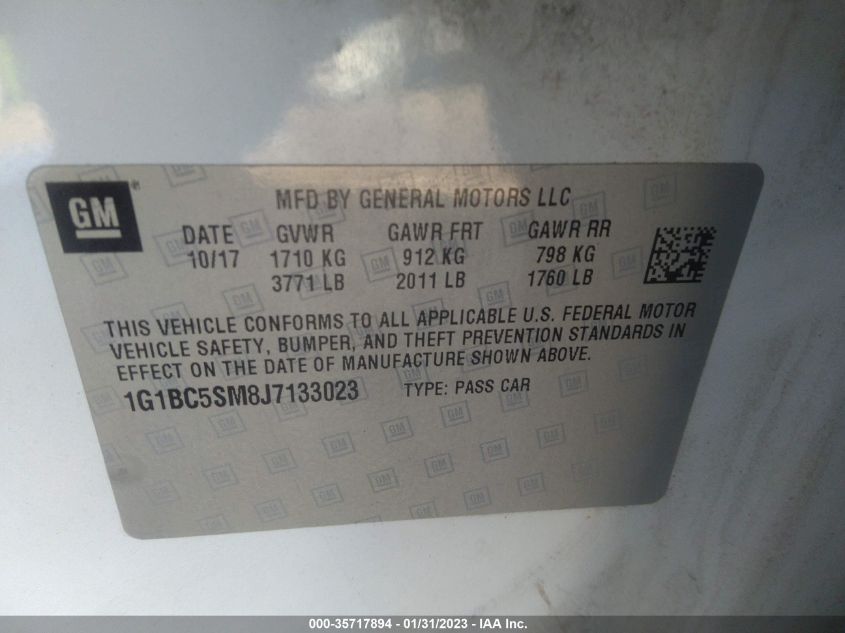 GM
MFD BY GENERAL MOTORS LLC
DATE GVWR GAWR FRT GAWR RR
10/17 1710 KG 912 KG 798 KG
3771 LB 2011 LB 1760 LB
THIS VEHICLE CONFORMS TO ALL APPLICABLE U.S. FEDERAL MOTOR
VEHICLE SAFETY, BUMPER, AND THEFT PREVENTION STANDARDS IN
EFFECT ON THE DATE OF MANUFACTURE SHOWN ABOVE.
1G1BC5SM8J7133023 TYPE: PASS CAR
000-35717894 - 01/31/2023 - IAA Inc.